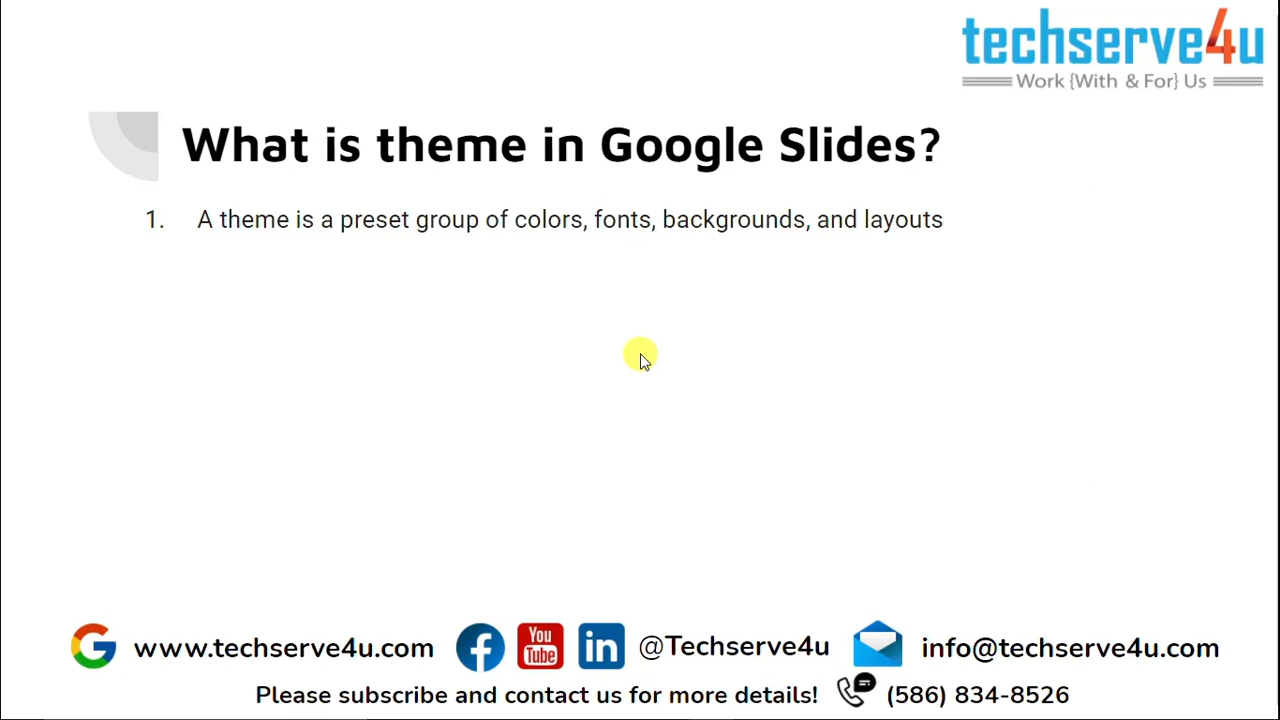 techservе4u
Work {With & For} Us
What is theme in Google Slides?
1. A theme is a preset group of colors, fonts, backgrounds, and layouts
G www.techserve4u.com f You Tube in @Techserve4u info@techserve4u.com
Please subscribe and contact us for more details! (586) 834-8526